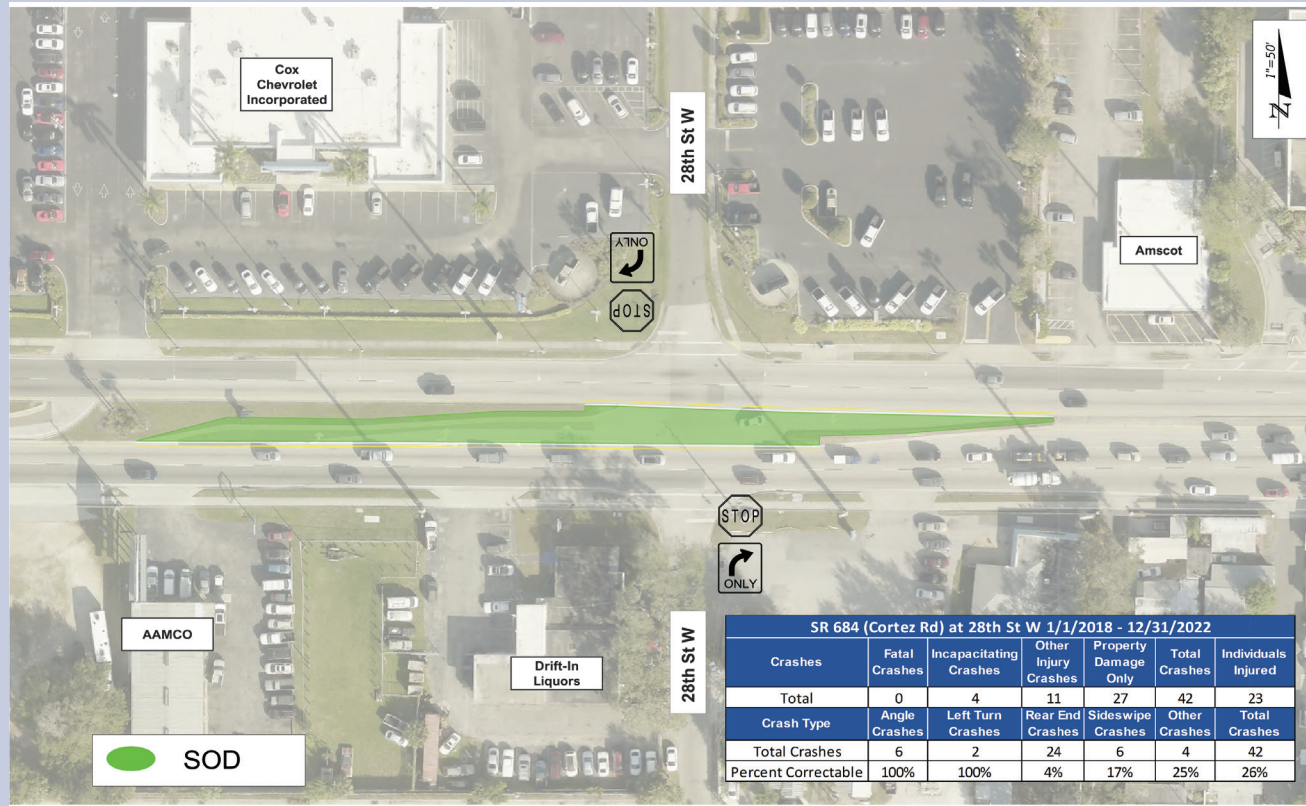 Cox
Chevrolet
Incorporated
28th St W
1"=50'
N
Amscot
ONLY
STOP
STOP
ONLY
AAMCO
Drift-In
Liquors
28th St W
SOD
SR 684 (Cortez Rd) at 28th St W 1/1/2018 - 12/31/2022
Crashes Fatal Crashes Incapacitating Crashes Other Injury Crashes Property Damage Only Total Crashes Individuals Injured
Total 0 4 11 27 42 23
Crash Type Angle Crashes Left Turn Crashes Rear End Crashes Sideswipe Crashes Other Crashes Total Crashes
Total Crashes 6 2 24 6 4 42
Percent Correctable 100% 100% 4% 17% 25% 26%